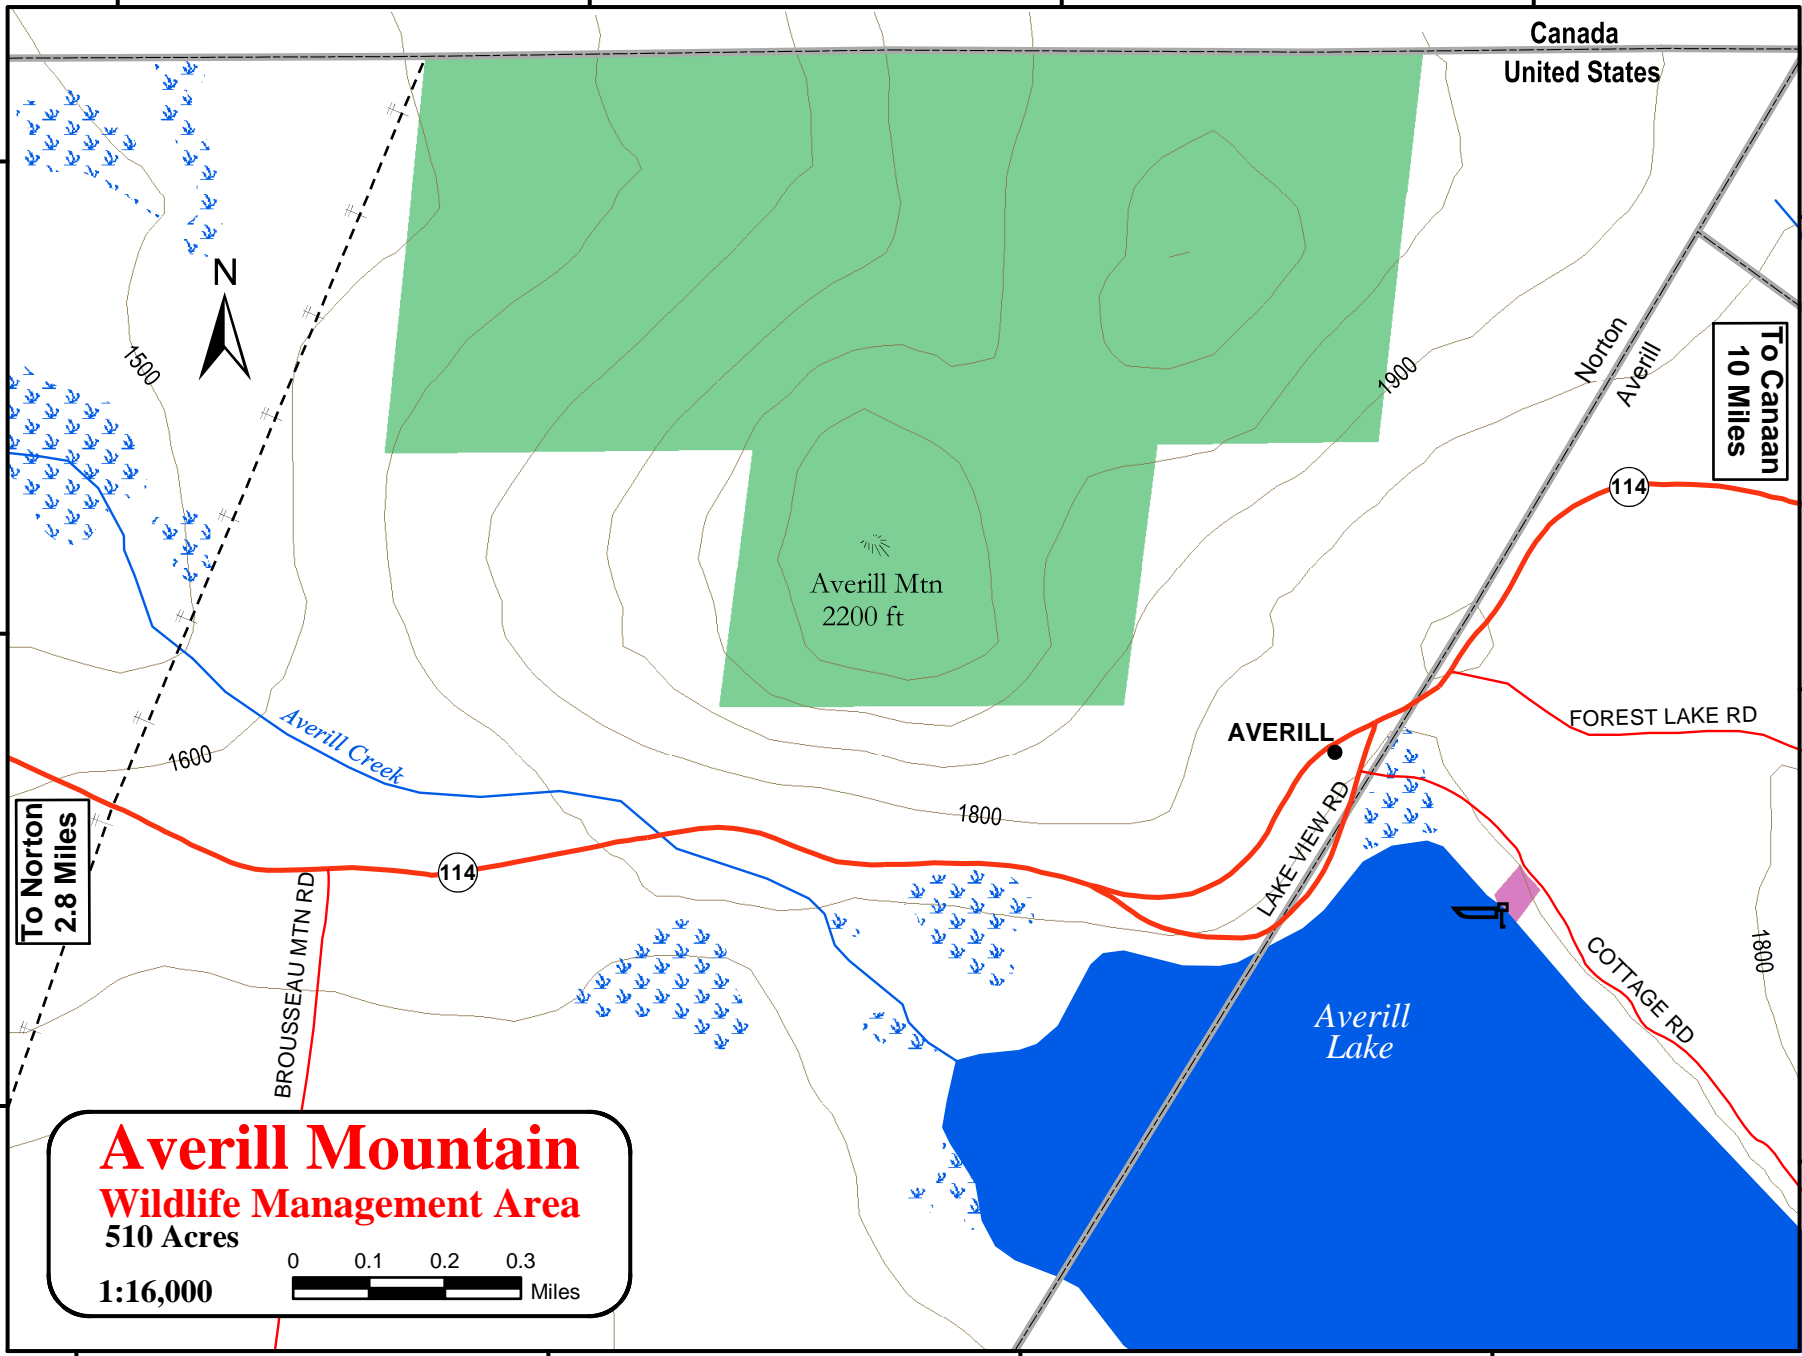 Canada
United States
N
1500
Norton
Averill
1900
To Canaan
10 Miles
114
Averill Mtn
2200 ft
FOREST LAKE RD
AVERILL
Averill Creek
1600
1800
LAKE VIEW RD
To Norton
2.8 Miles
114
BROUSSEAU MTN RD
COTTAGE RD
1800
Averill
Lake
Averill Mountain
Wildlife Management Area
510 Acres
0 0.1 0.2 0.3
Miles
1:16,000